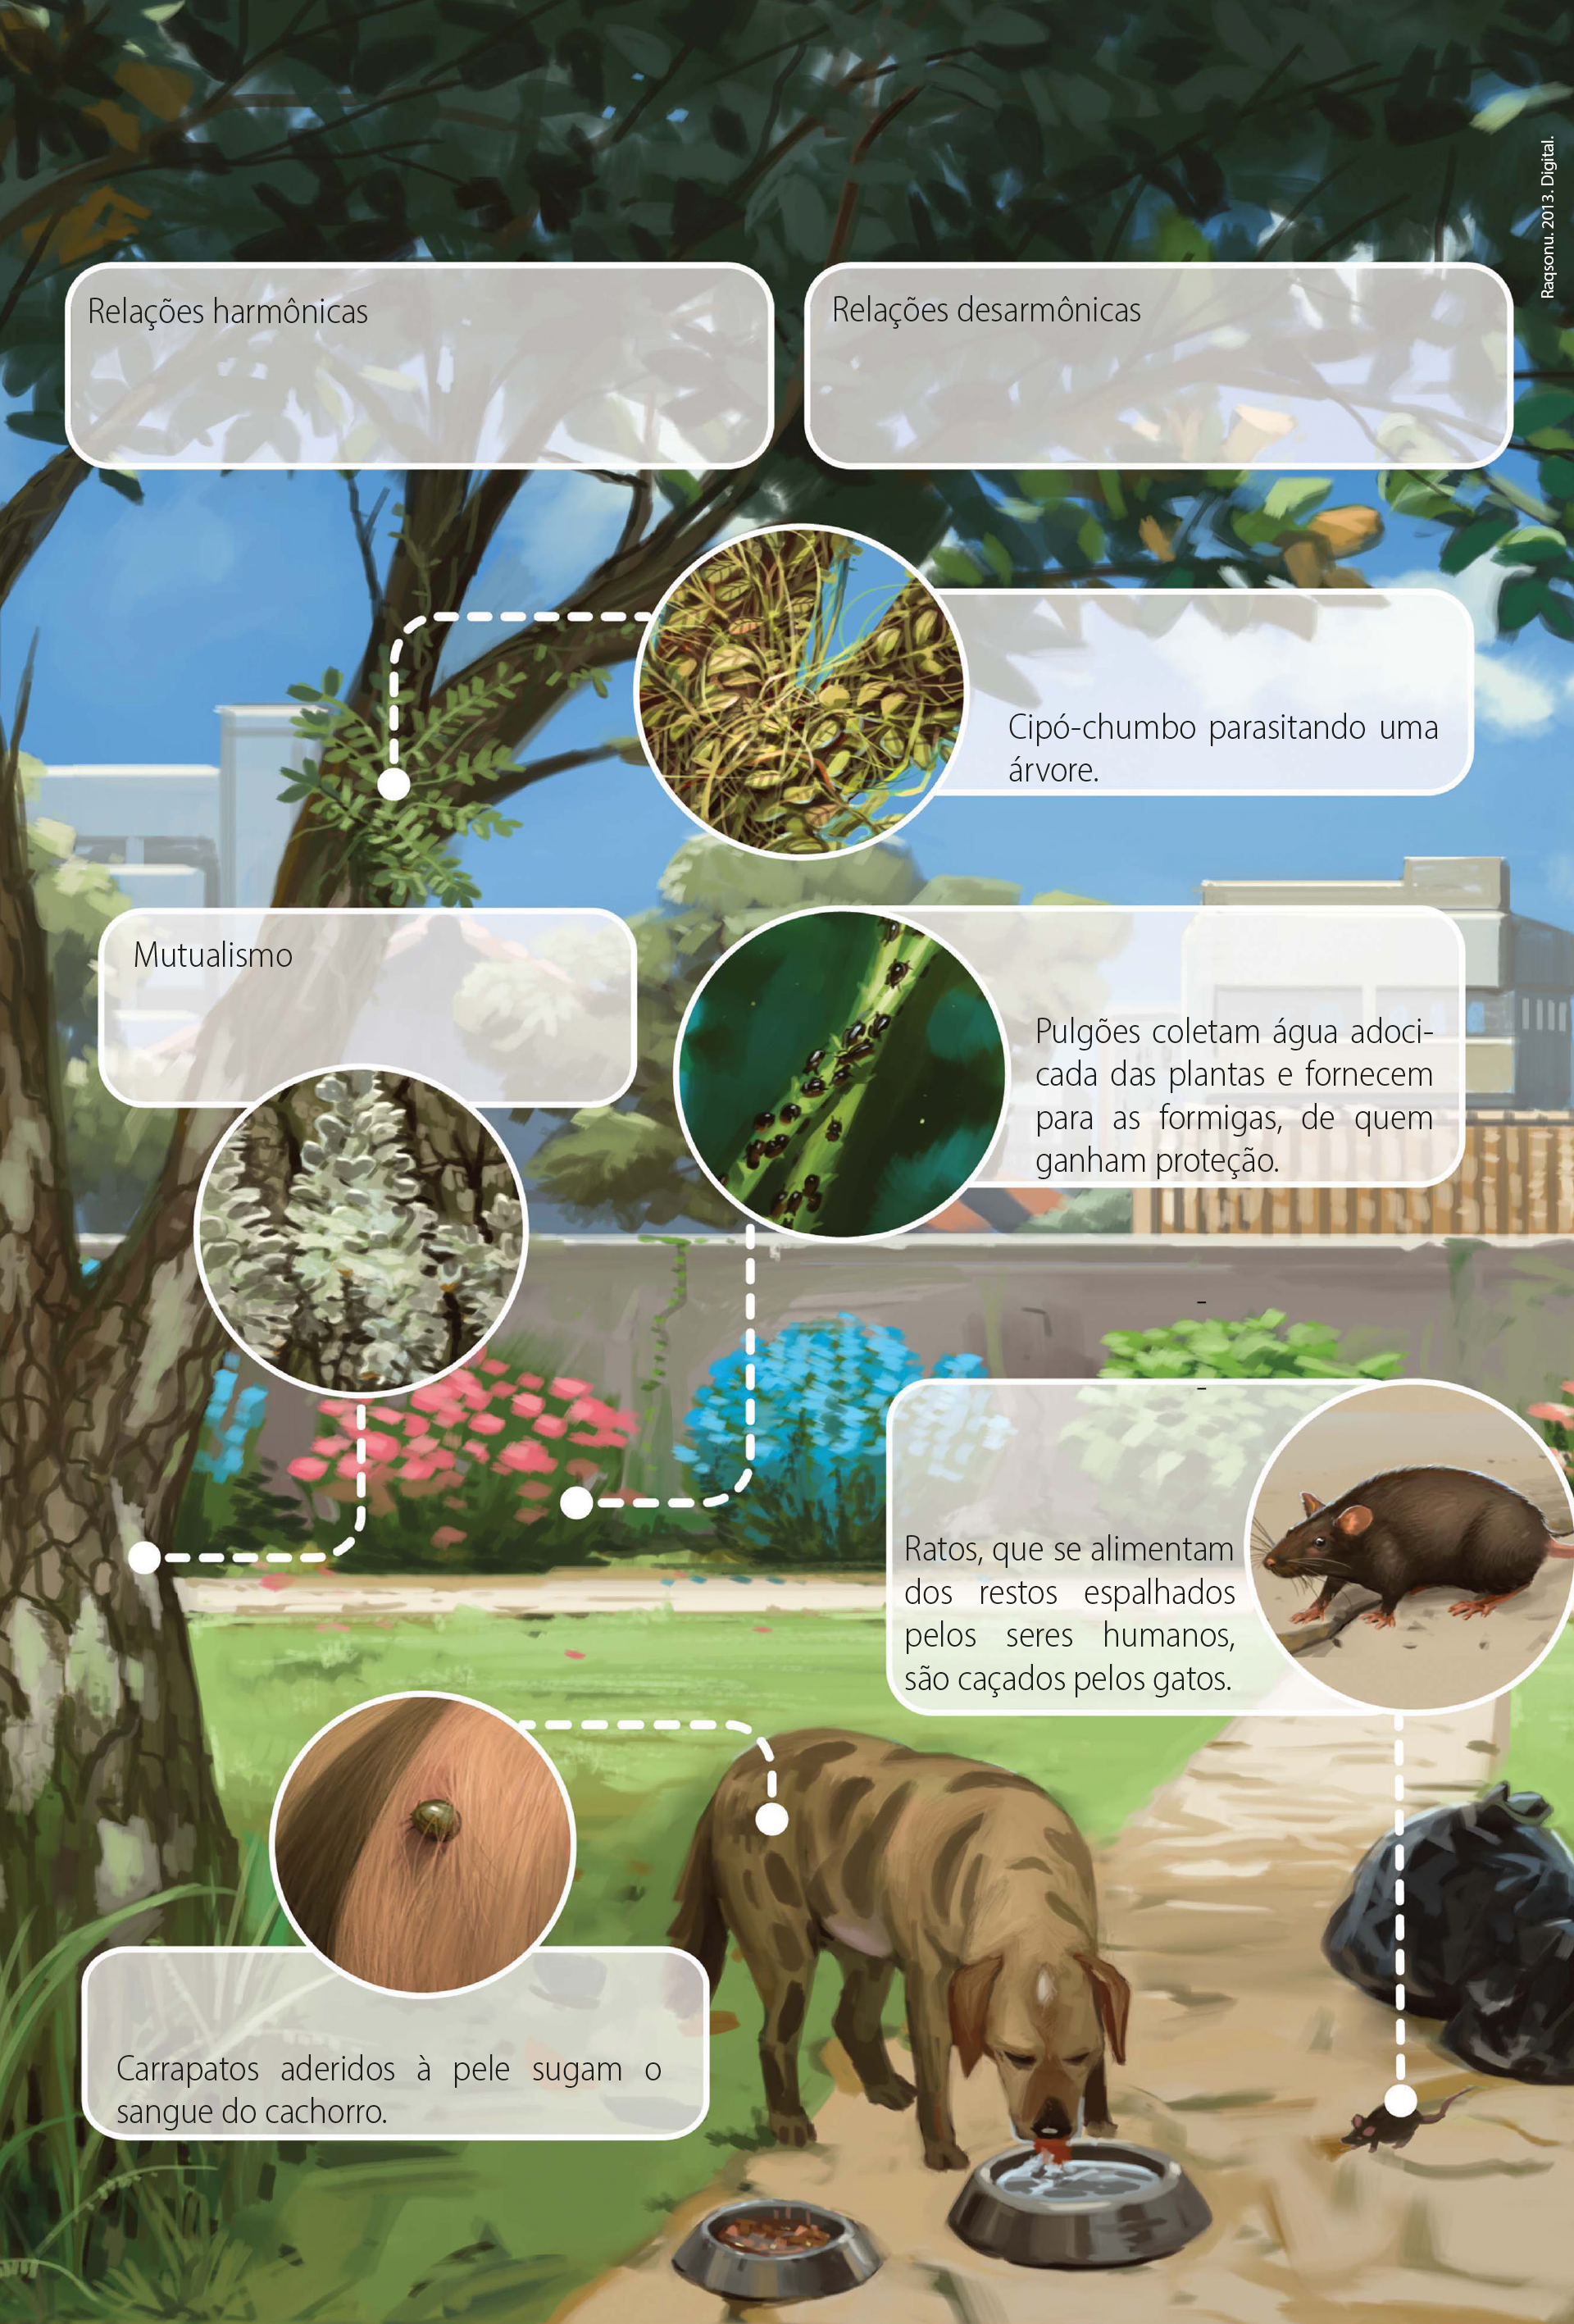 Raqsonu. 2013. Digital.
Relações harmônicas
Relações desarmônicas
Cipó-chumbo parasitando uma
árvore.
Mutualismo
Pulgões coletam água adoci-
cada das plantas e fornecem
para as formigas, de quem
ganham proteção.
-
-
Ratos, que se alimentam
dos restos espalhados
pelos seres humanos,
são caçados pelos gatos.
Carrapatos aderidos à pele sugam o
sangue do cachorro.